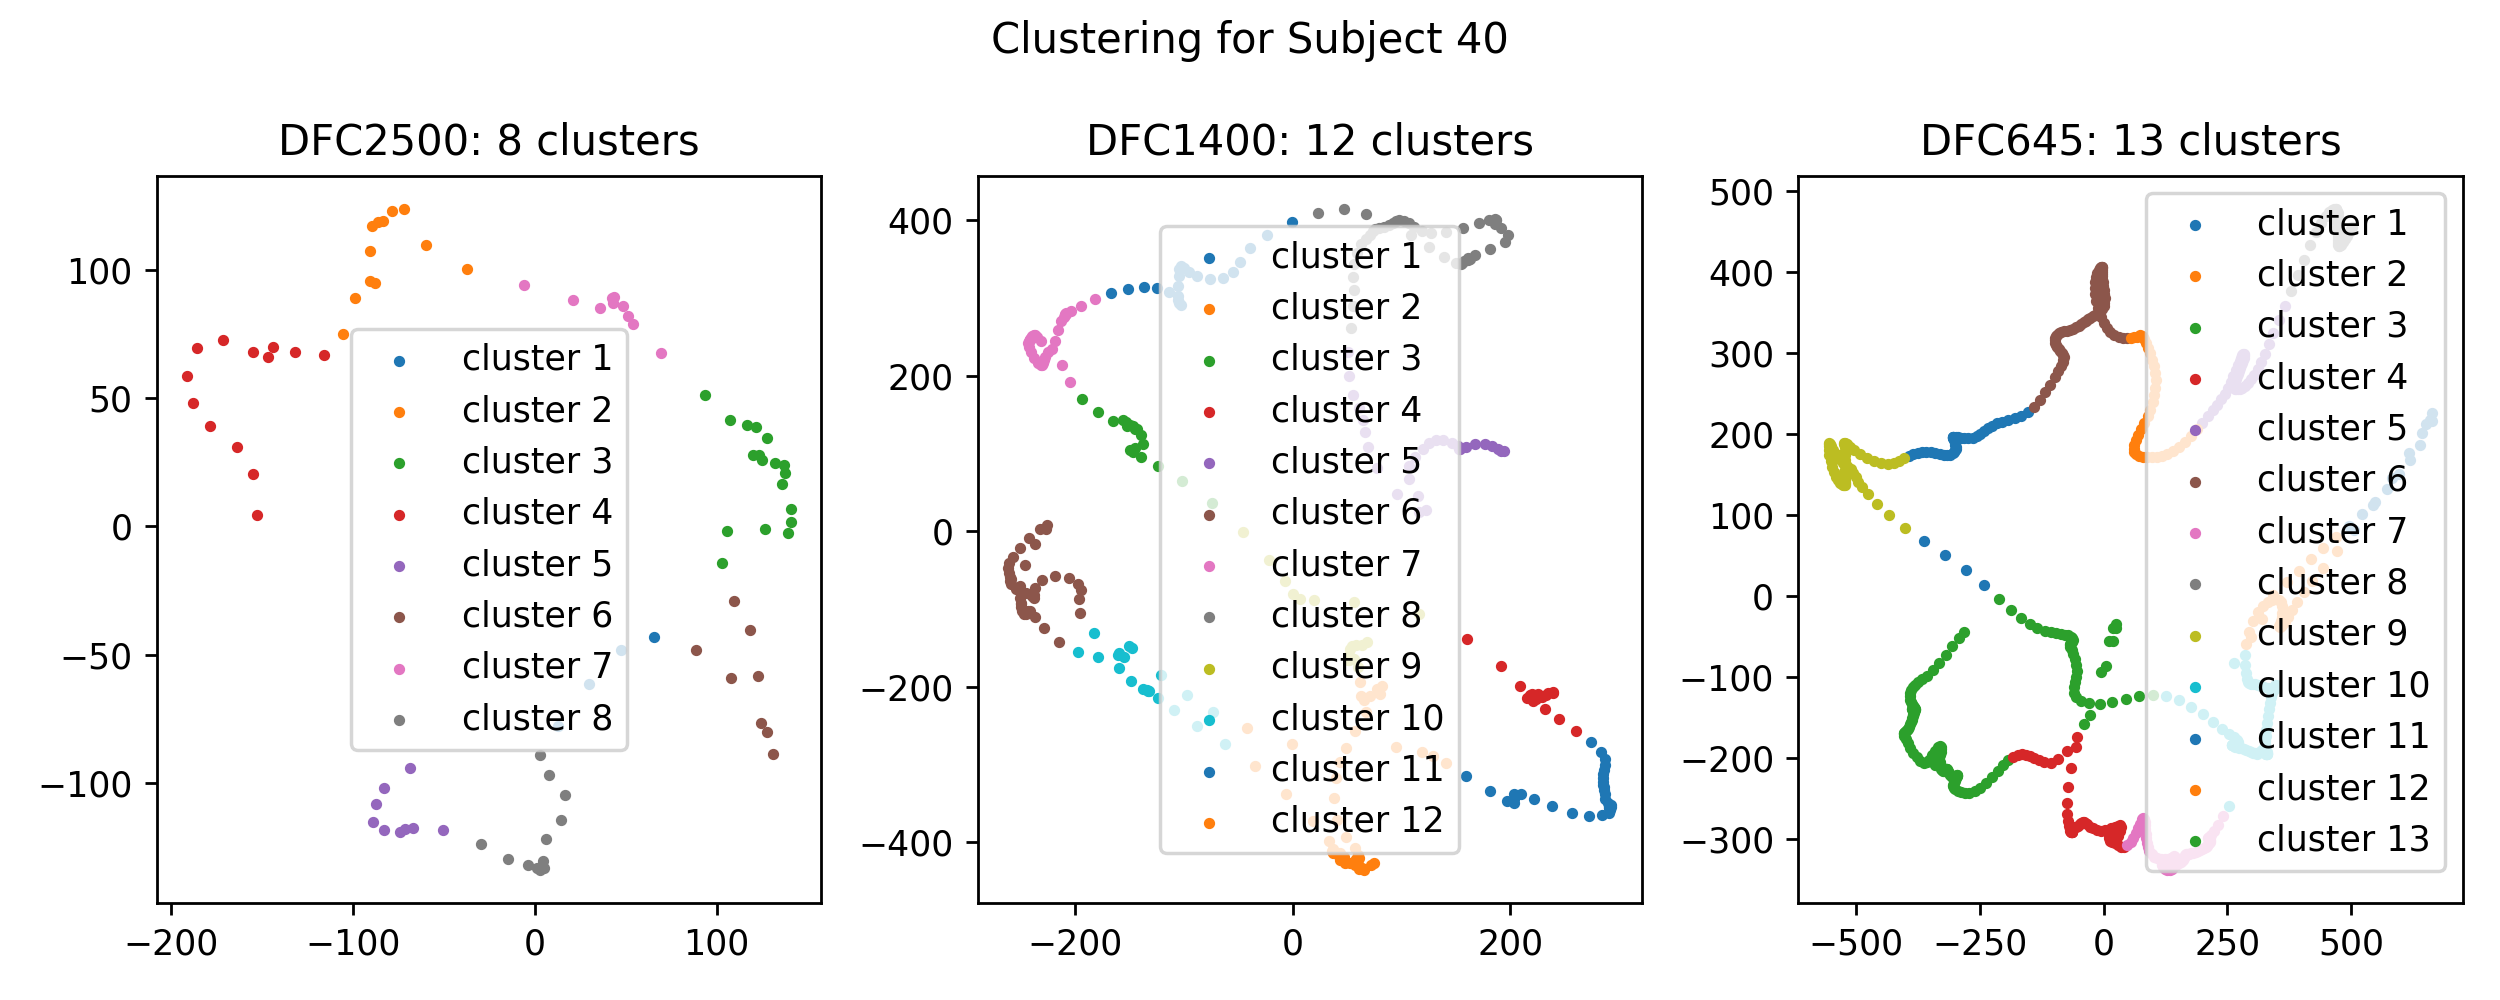 Clustering for Subject 40
DFC2500: 8 clusters
100
50
0
−50
−100
−200
−100
0
100
cluster 1
cluster 2
cluster 3
cluster 4
cluster 5
cluster 6
cluster 7
cluster 8
DFC1400: 12 clusters
400
200
0
−200
−400
−200
0
200
cluster 1
cluster 2
cluster 3
cluster 4
cluster 5
cluster 6
cluster 7
cluster 8
cluster 9
cluster 10
cluster 11
cluster 12
DFC645: 13 clusters
500
400
300
200
100
0
−100
−200
−300
−500
−250
0
250
500
cluster 1
cluster 2
cluster 3
cluster 4
cluster 5
cluster 6
cluster 7
cluster 8
cluster 9
cluster 10
cluster 11
cluster 12
cluster 13